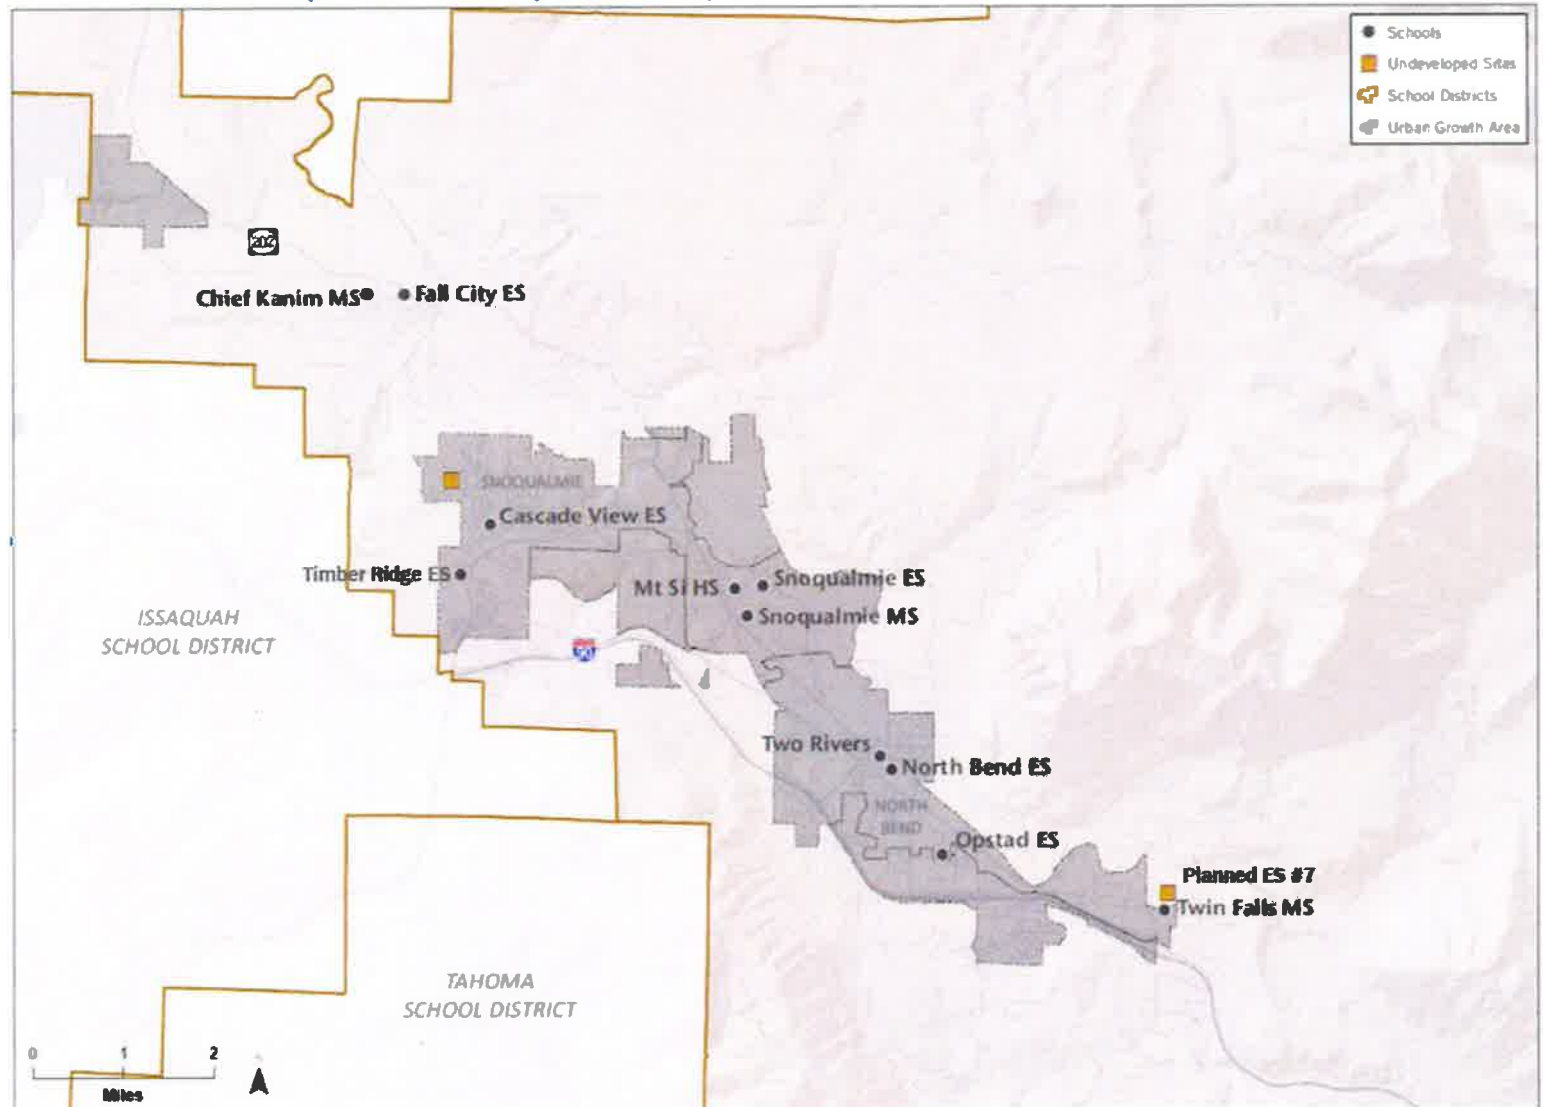 Schools
Undeveloped Sites
School Districts
Urban Growth Area
202
Chief Kanim MS
Fall City ES
SNOQUALMIE
Cascade View ES
Timber Ridge ES
Mt Si HS
Snoqualmie ES
Snoqualmie MS
ISSAQUAH
SCHOOL DISTRICT
90
Two Rivers
North Bend ES
NORTH
BEND
Opstad ES
Planned ES #7
Twin Falls MS
TAHOMA
SCHOOL DISTRICT
0 1 2
Miles